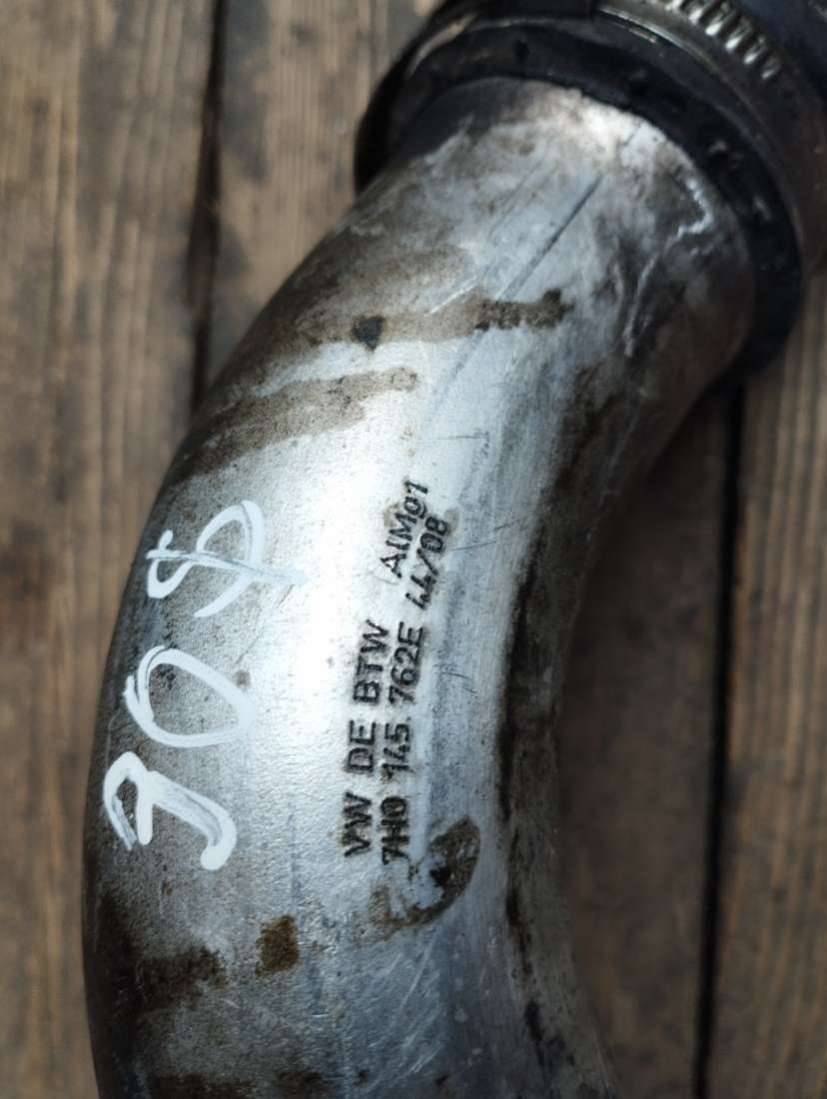 30$
VW DE BTW AlMg1
7H0 145 762E 44/08